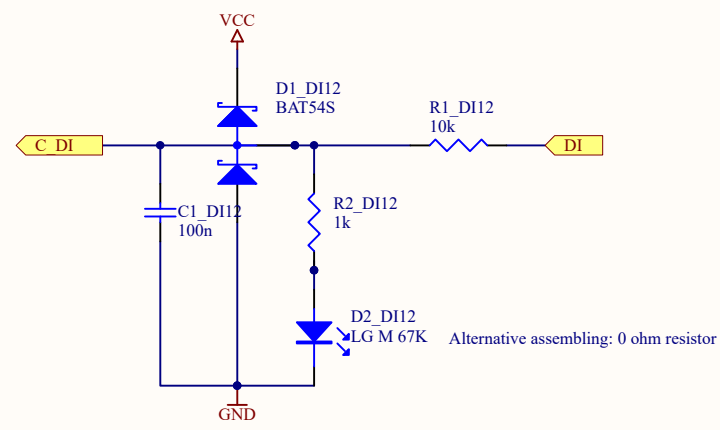 VCC
D1_DI12
BAT54S
R1_DI12
10k
C_DI
DI
C1_DI12
100n
R2_DI12
1k
D2_DI12
LG M 67K
Alternative assembling: 0 ohm resistor
GND